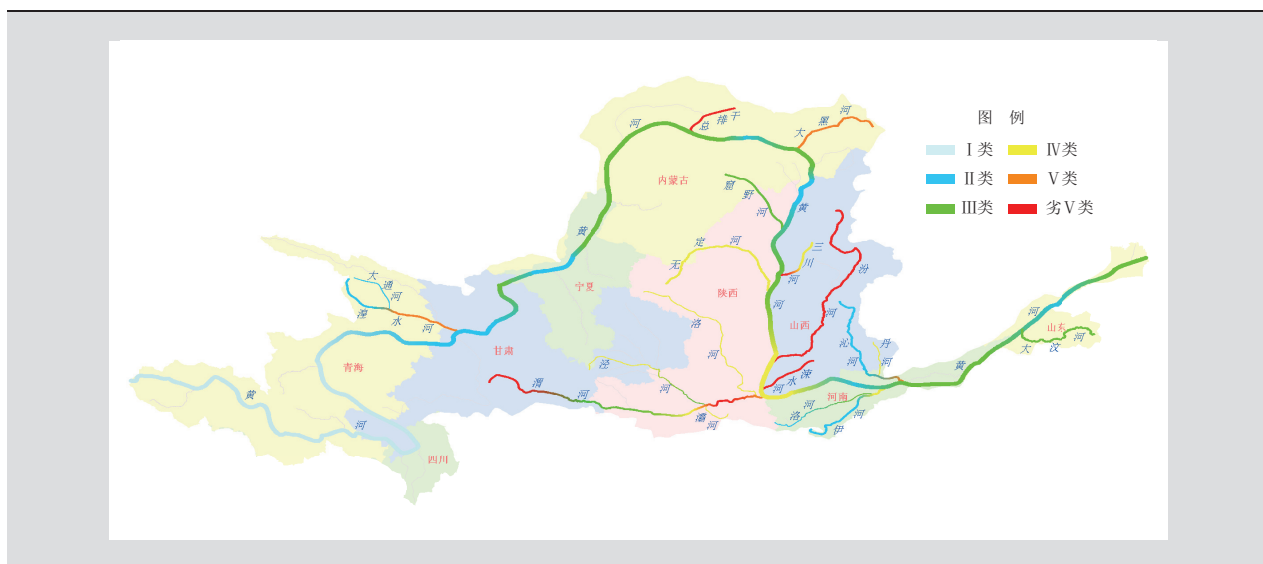 图 例
Ⅰ类
Ⅳ类
Ⅱ类
Ⅴ类
Ⅲ类
劣Ⅴ类
河
总排干
大黑河
内蒙古
窟野河
黄
黄
无定河
三川河
汾
河
大通河
湟水河
宁夏
陕西
河
山西
洛河
沁河
丹河
河
山东
大汶河
甘肃
青海
泾
河
渭河
涑水河
黄
河南
黄
河
灞河
洛河
伊河
四川